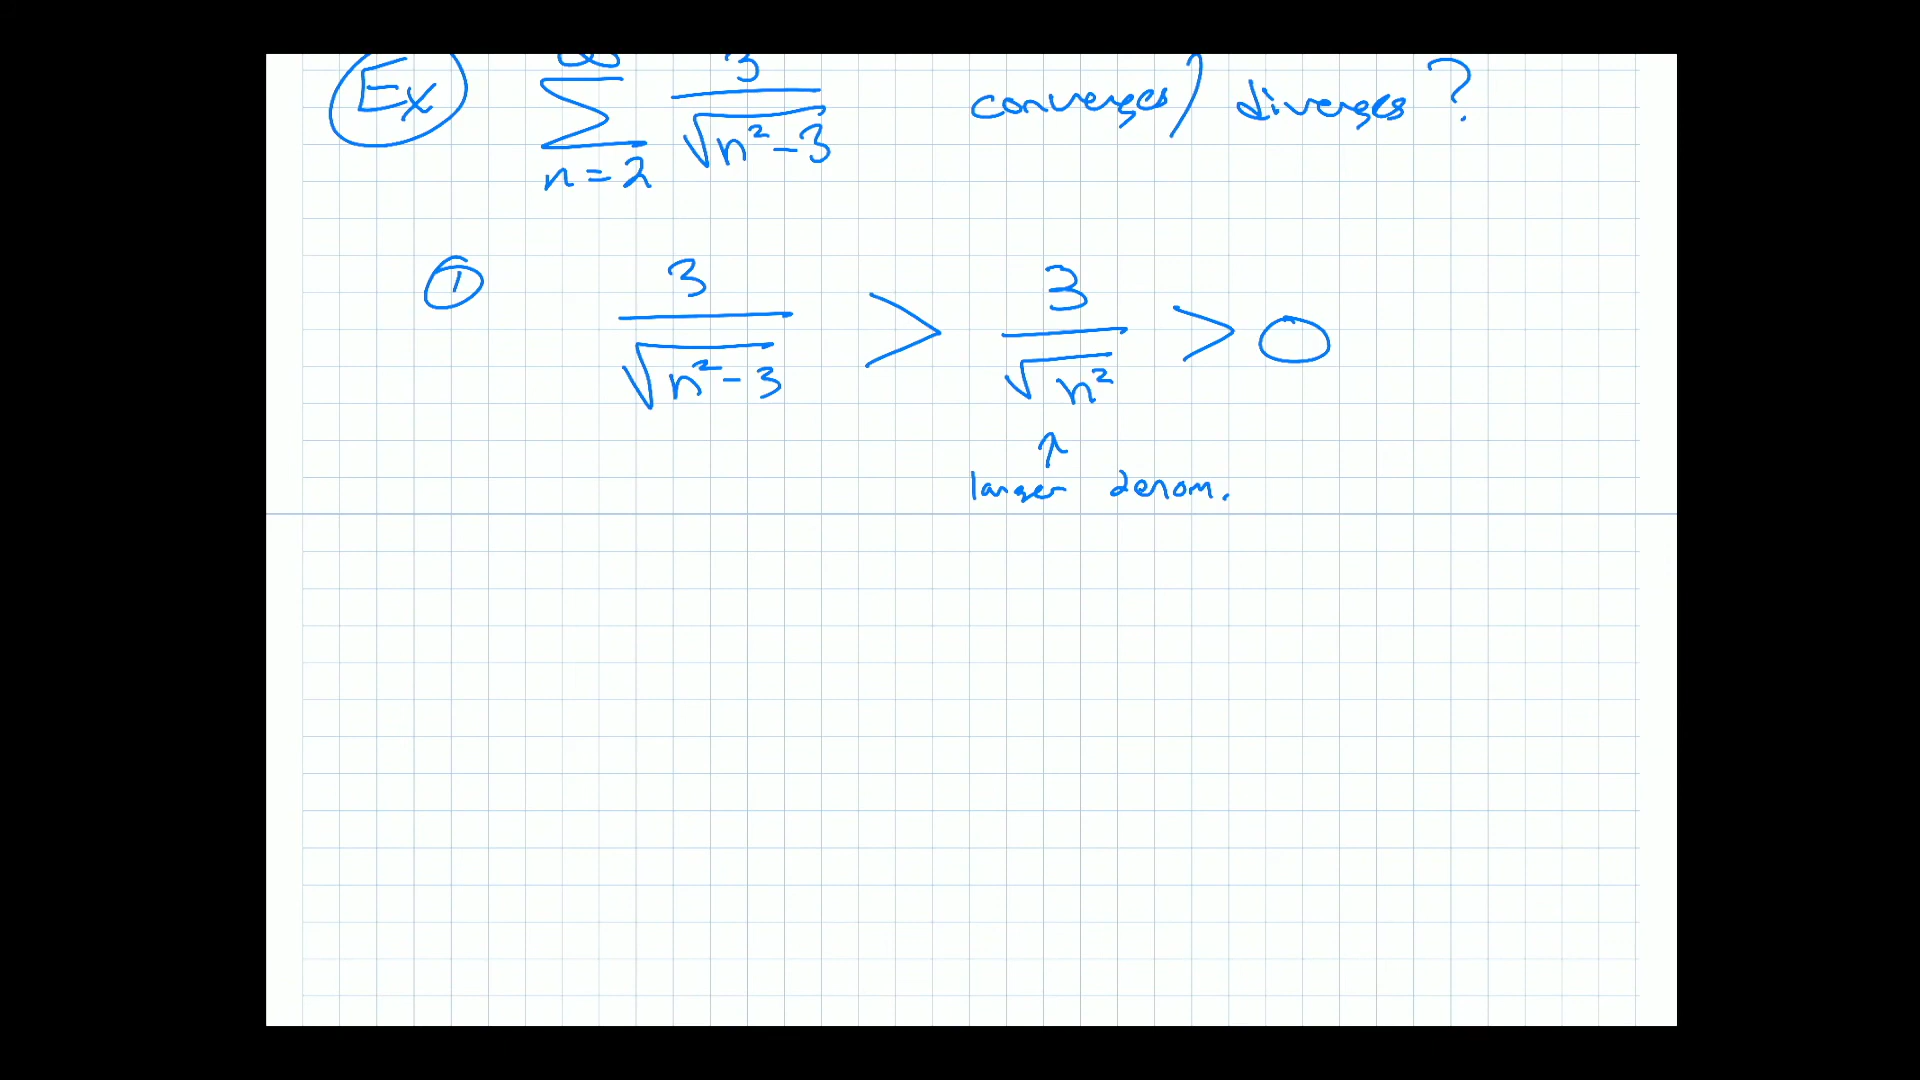 Ex ∞ ∑ n=2 3/√(n²-3) converges/diverges?
① 3/√(n²-3) > 3/√(n²) > 0
↑
larger denom.